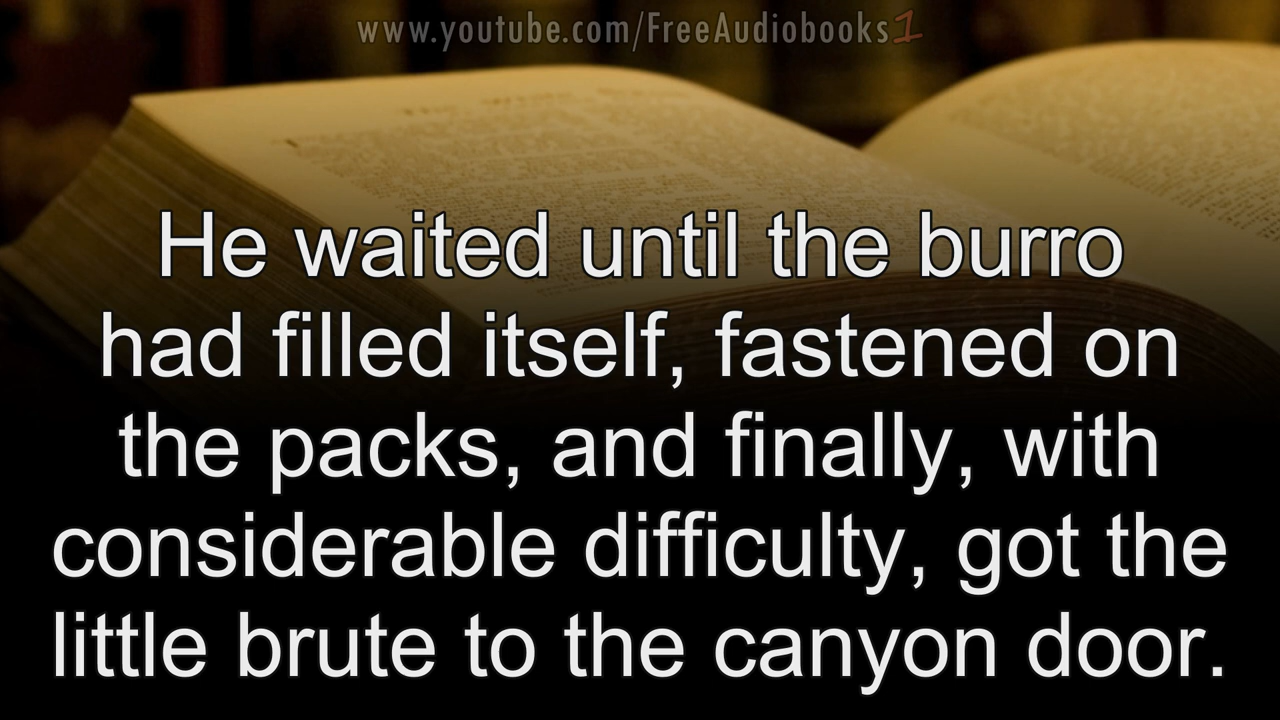 www.youtube.com/FreeAudiobooks1
He waited until the burro
had filled itself, fastened on
the packs, and finally, with
considerable difficulty, got the
little brute to the canyon door.